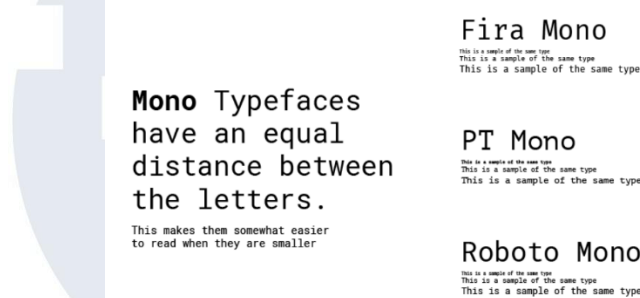 Mono Typefaces
have an equal
distance between
the letters.
This makes them somewhat easier
to read when they are smaller
Fira Mono
This is a sample of the same type
This is a sample of the same type
This is a sample of the same type
PT Mono
This is a sample of the same type
This is a sample of the same type
This is a sample of the same type
Roboto Mono
This is a sample of the same type
This is a sample of the same type
This is a sample of the same type